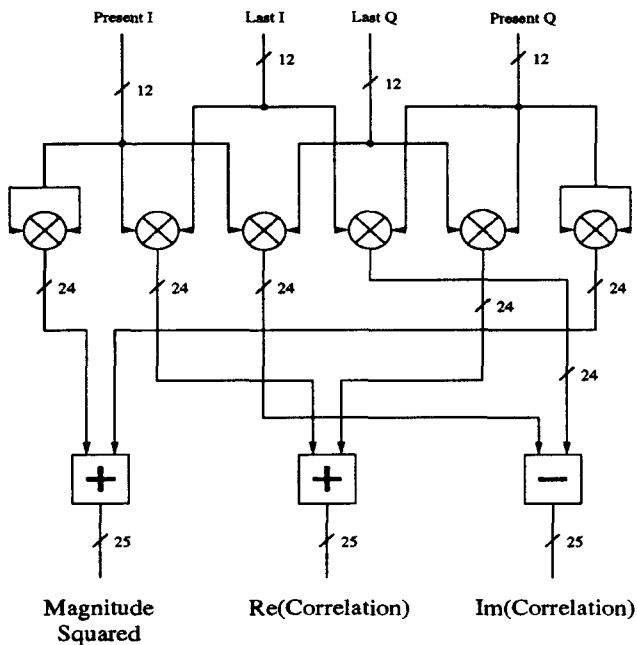 Present I Last I Last Q Present Q
12 12 12 12
24 24 24 24 24 24
24
+ + −
25 25 25
Magnitude Squared
Re(Correlation)
Im(Correlation)